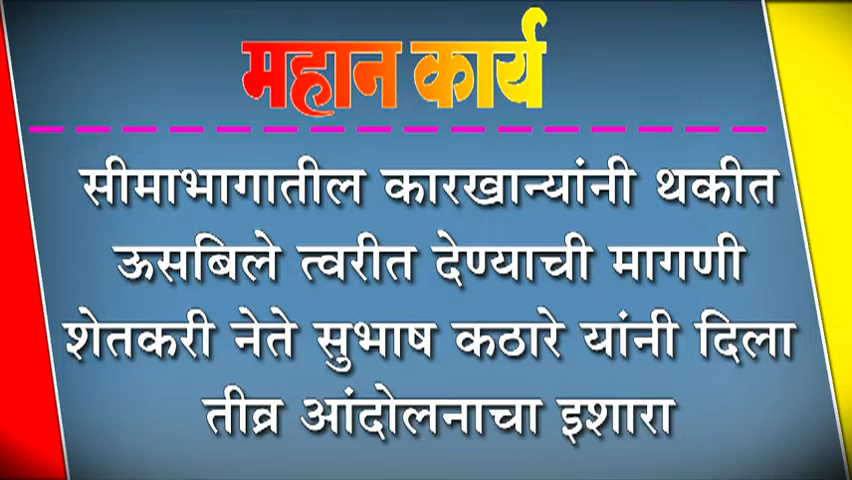 महान कार्य
सीमाभागातील कारखान्यांनी थकीत
ऊसबिले त्वरीत देण्याची मागणी
शेतकरी नेते सुभाष कठारे यांनी दिला
तीव्र आंदोलनाचा इशारा